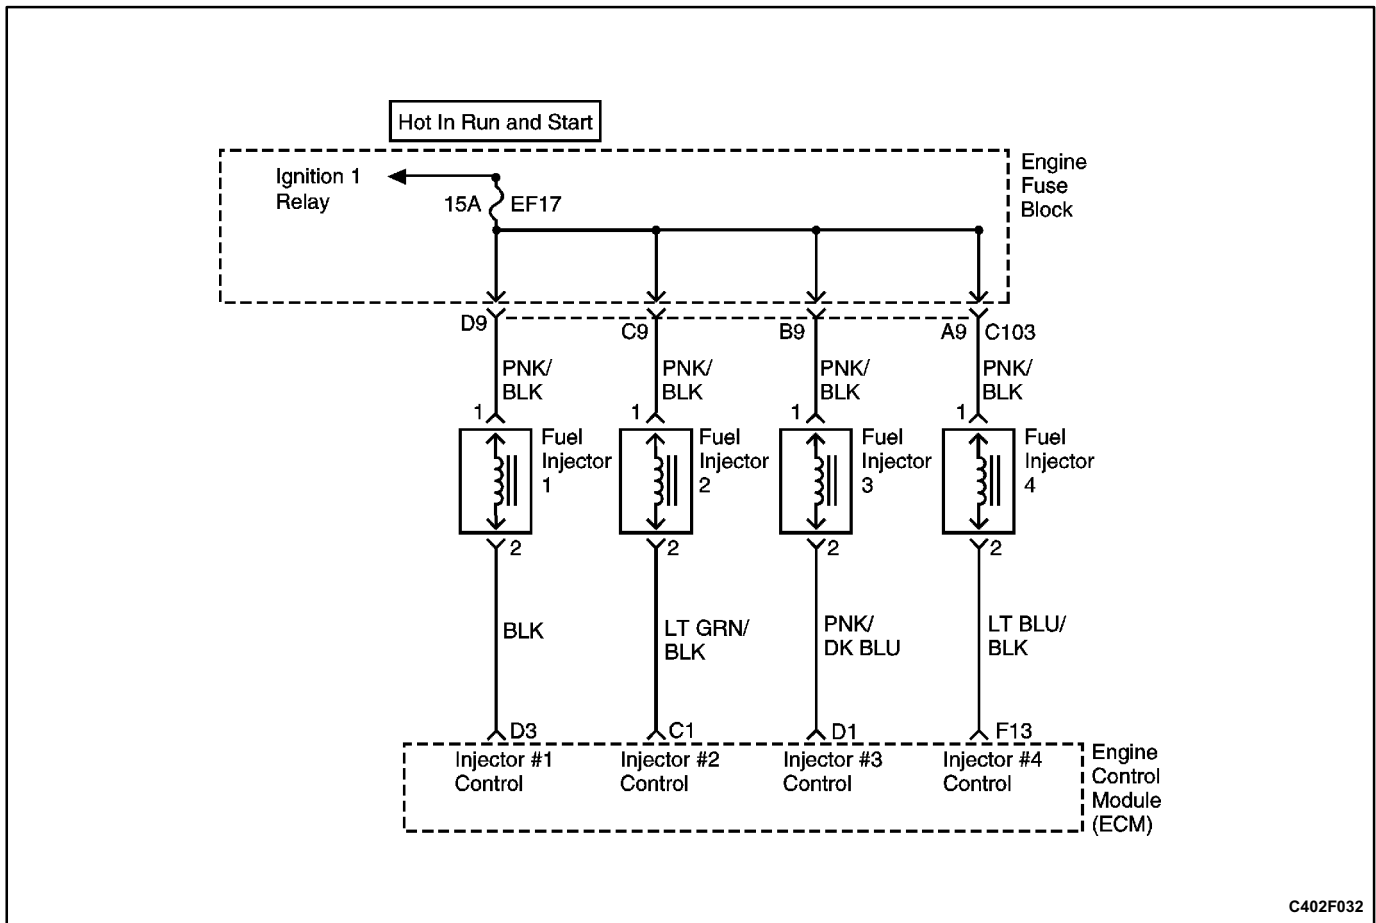 Hot In Run and Start
Ignition 1
Relay
15A EF17
Engine
Fuse
Block
D9 C9 B9 A9 C103
PNK/ PNK/ PNK/ PNK/
BLK BLK BLK BLK
1 1 1 1
Fuel Fuel Fuel Fuel
Injector Injector Injector Injector
1 2 3 4
2 2 2 2
BLK
LT GRN/
BLK
PNK/
DK BLU
LT BLU/
BLK
D3 C1 D1 F13
Injector #1 Injector #2 Injector #3 Injector #4
Control Control Control Control
Engine
Control
Module
(ECM)
C402F032